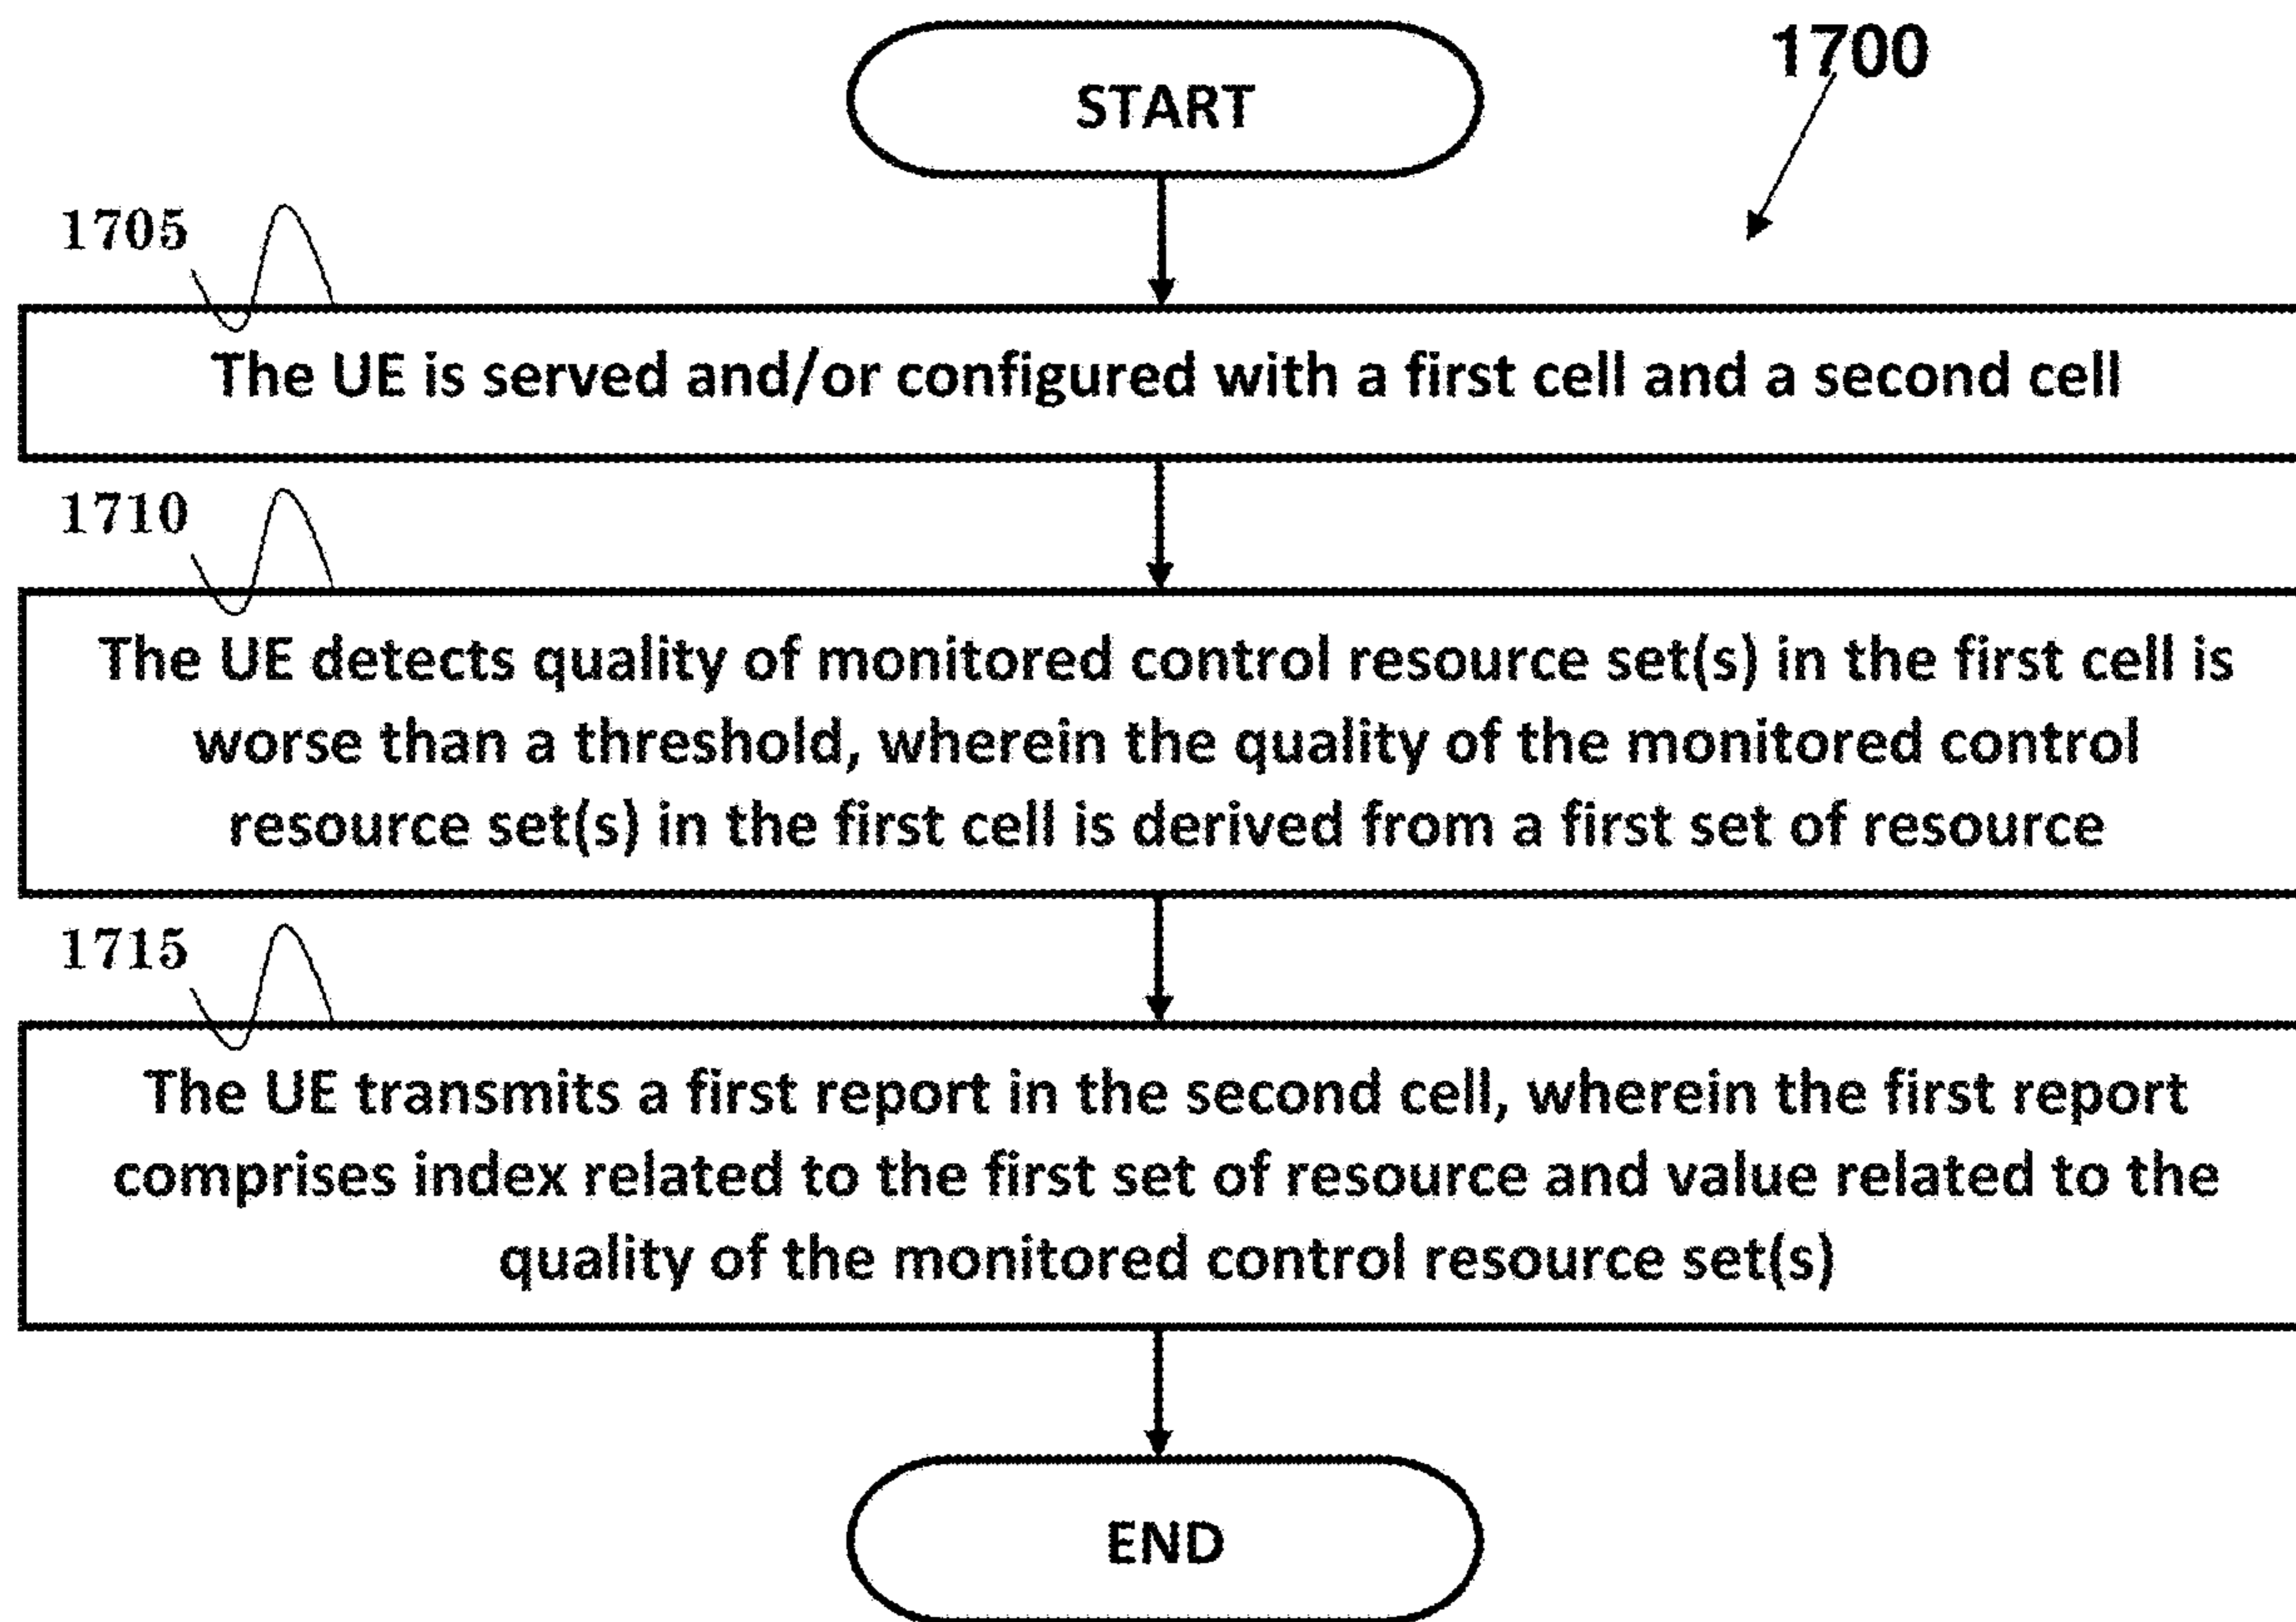 1700
START
1705
The UE is served and/or configured with a first cell and a second cell
1710
The UE detects quality of monitored control resource set(s) in the first cell is
worse than a threshold, wherein the quality of the monitored control
resource set(s) in the first cell is derived from a first set of resource
1715
The UE transmits a first report in the second cell, wherein the first report
comprises index related to the first set of resource and value related to the
quality of the monitored control resource set(s)
END